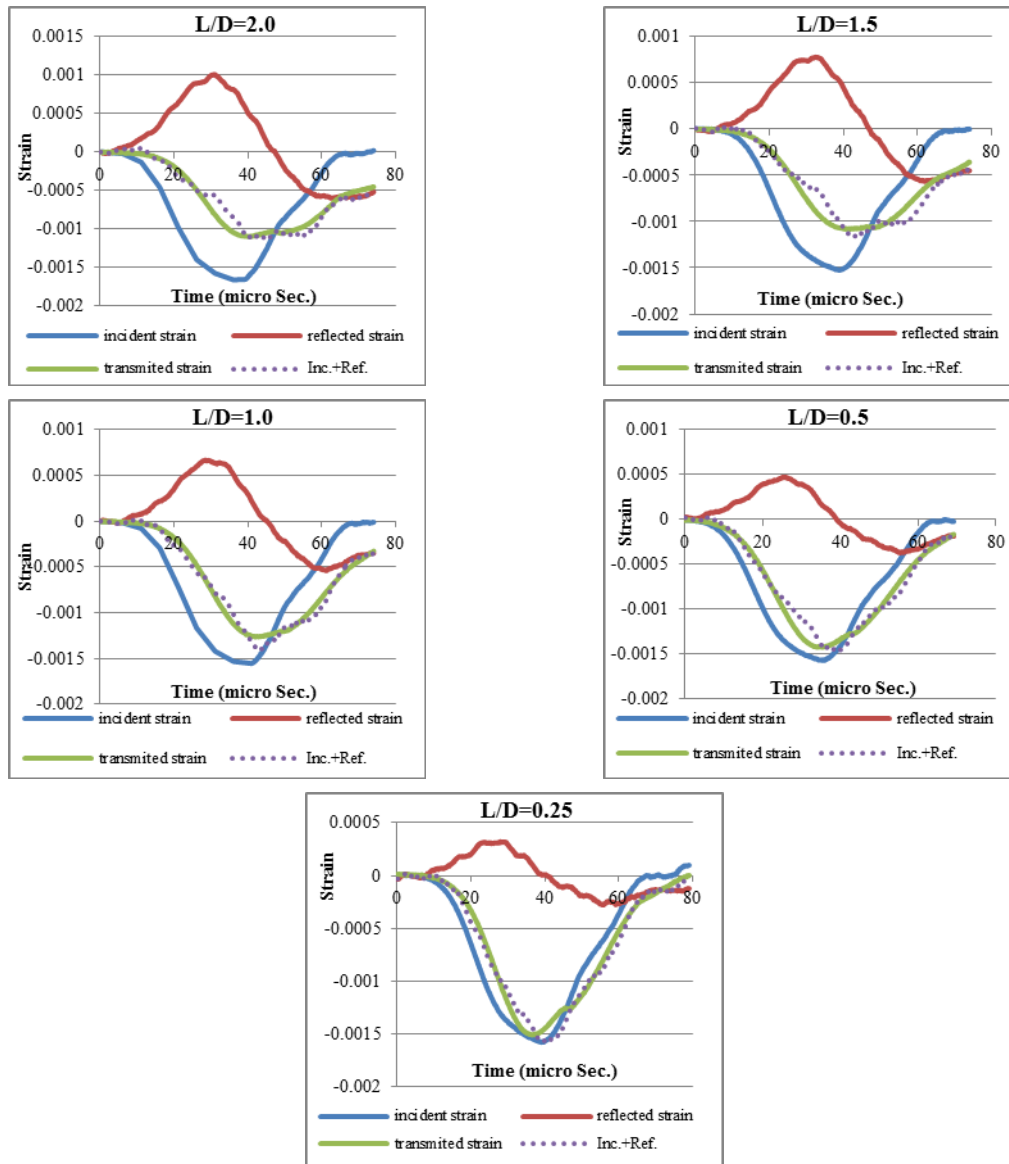 L/D=2.0
0.0015
0.001
0.0005
0
-0.0005
-0.001
-0.0015
-0.002
Strain
0 20 40 60 80
Time (micro Sec.)
incident strain reflected strain
transmited strain Inc.+Ref.
L/D=1.5
0.001
0.0005
0
-0.0005
-0.001
-0.0015
-0.002
Strain
0 20 40 60 80
Time (micro Sec.)
incident strain reflected strain
transmited strain Inc.+Ref.
L/D=1.0
0.001
0.0005
0
-0.0005
-0.001
-0.0015
-0.002
Strain
0 20 40 60 80
Time (micro Sec.)
incident strain reflected strain
transmited strain Inc.+Ref.
L/D=0.5
0.001
0.0005
0
-0.0005
-0.001
-0.0015
-0.002
Strain
0 20 40 60 80
Time (micro Sec.)
incident strain reflected strain
transmited strain Inc.+Ref.
L/D=0.25
0.0005
0
-0.0005
-0.001
-0.0015
-0.002
Strain
0 20 40 60 80
Time (micro Sec.)
incident strain reflected strain
transmited strain Inc.+Ref.